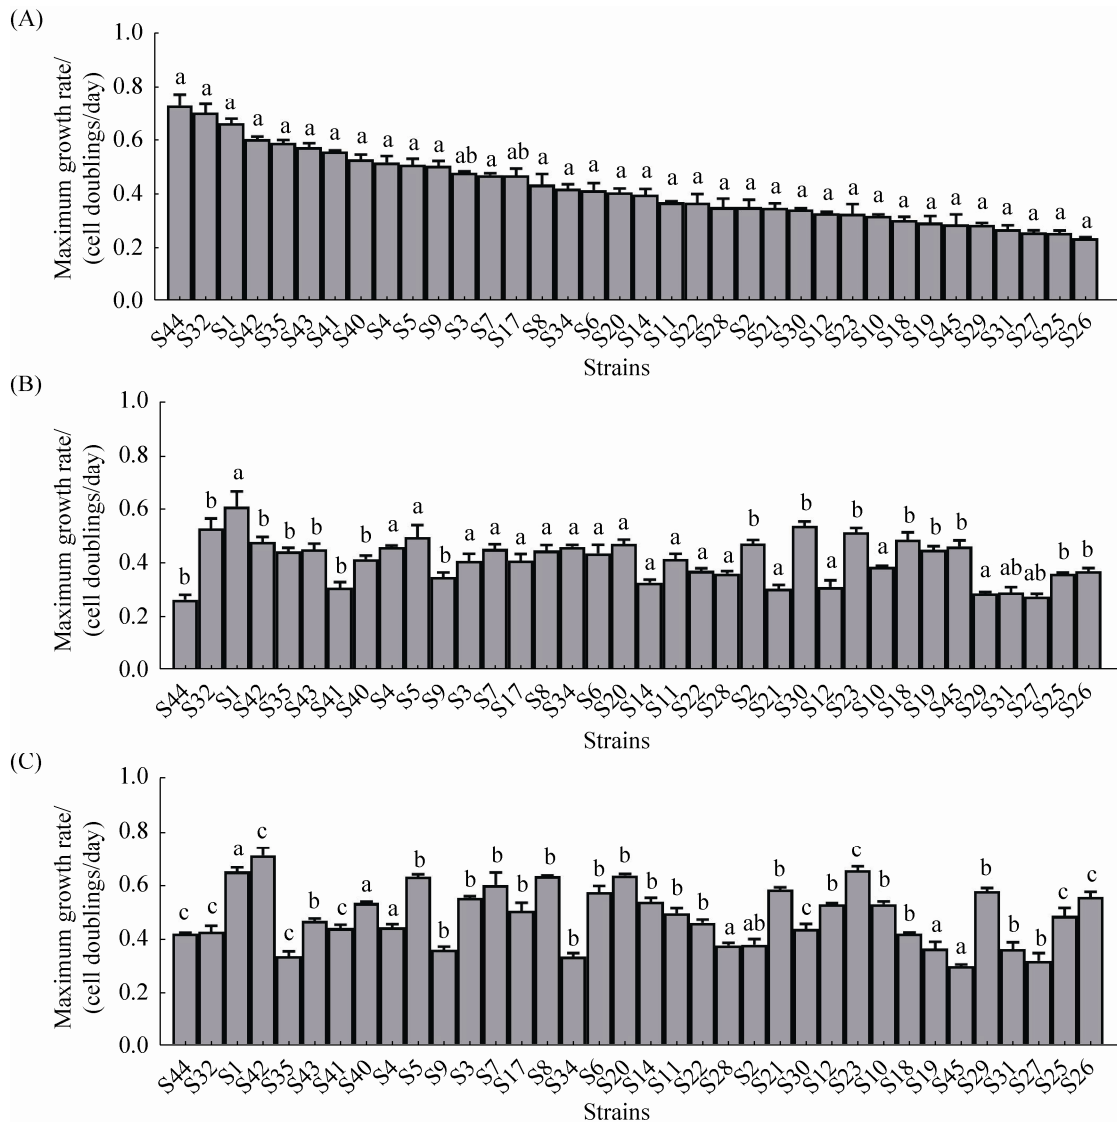 (A)
Maximum growth rate/
(cell doublings/day)
1.0
0.8
0.6
0.4
0.2
0.0
a a a a a a a a a a a ab a ab a a a a a a a a a a a a a a a a a a a a a a
S44 S32 S1 S42 S35 S43 S41 S40 S4 S5 S9 S3 S7 S17 S8 S34 S6 S20 S14 S11 S22 S28 S2 S21 S30 S12 S23 S10 S18 S19 S45 S29 S31 S27 S25 S26
Strains
(B)
Maximum growth rate/
(cell doublings/day)
1.0
0.8
0.6
0.4
0.2
0.0
b b a b b b b b a a b a a a a a a a a a a a b a b a b a b b b a ab ab b b
S44 S32 S1 S42 S35 S43 S41 S40 S4 S5 S9 S3 S7 S17 S8 S34 S6 S20 S14 S11 S22 S28 S2 S21 S30 S12 S23 S10 S18 S19 S45 S29 S31 S27 S25 S26
Strains
(C)
Maximum growth rate/
(cell doublings/day)
1.0
0.8
0.6
0.4
0.2
0.0
c c a c c b c a a b b b b b b b b b b b b a ab b c b c b b a a b b b c c
S44 S32 S1 S42 S35 S43 S41 S40 S4 S5 S9 S3 S7 S17 S8 S34 S6 S20 S14 S11 S22 S28 S2 S21 S30 S12 S23 S10 S18 S19 S45 S29 S31 S27 S25 S26
Strains